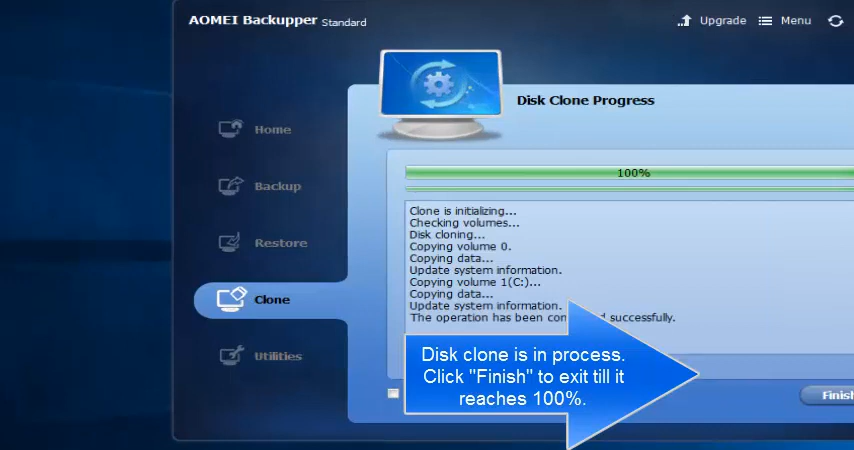 AOMEI Backupper Standard
Upgrade
Menu
Disk Clone Progress
Home
Backup
Restore
Clone
Utilities
100%
Clone is initializing...
Checking volumes...
Disk cloning...
Copying volume 0.
Copying data...
Update system information.
Copying volume 1(C:)...
Copying data...
Update system information.
The operation has been successfully.
Disk clone is in process.
Click "Finish" to exit till it
reaches 100%.
Finish